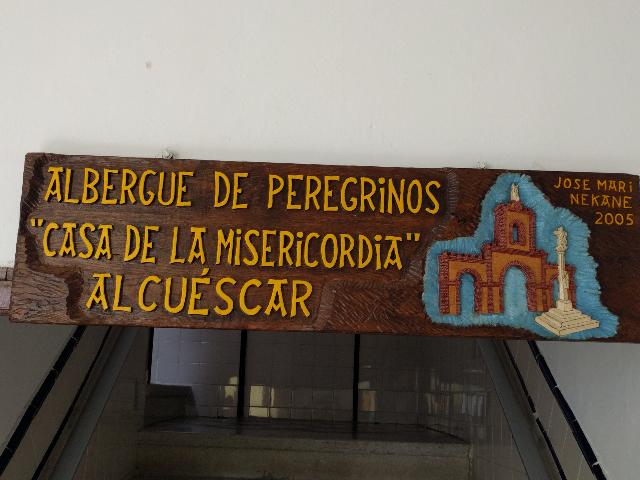 ALBERGUE DE PEREGRINOS
"CASA DE LA MISERICORDIA"
ALCUÉSCAR
JOSE MARI
NEKANE
2005